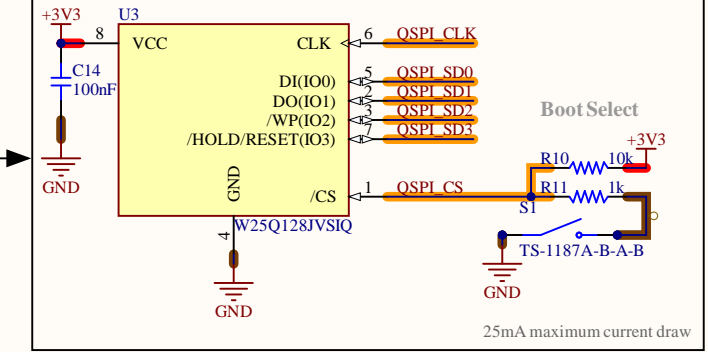 +3V3
U3
8
VCC
CLK
6
QSPI_CLK
C14
100nF
DI(IO0)
5
QSPI_SD0
DO(IO1)
2
QSPI_SD1
/WP(IO2)
3
QSPI_SD2
/HOLD/RESET(IO3)
7
QSPI_SD3
GND
Boot Select
+3V3
R10
10k
GND
/CS
1
QSPI_CS
R11
1k
S1
4
W25Q128JVSIQ
TS-1187A-B-A-B
GND
GND
25mA maximum current draw